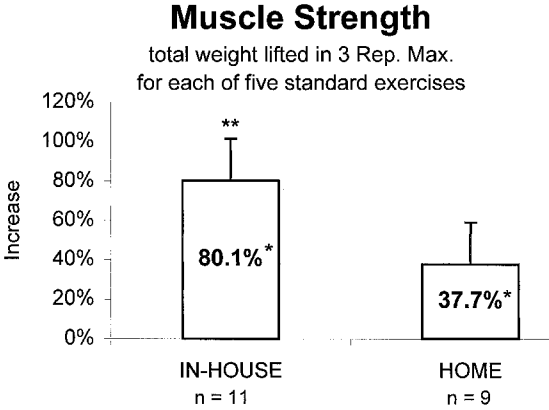 Muscle Strength
total weight lifted in 3 Rep. Max.
for each of five standard exercises
120%
100%
80%
60%
40%
20%
0%
Increase
**
80.1%*
37.7%*
IN-HOUSE
n = 11
HOME
n = 9